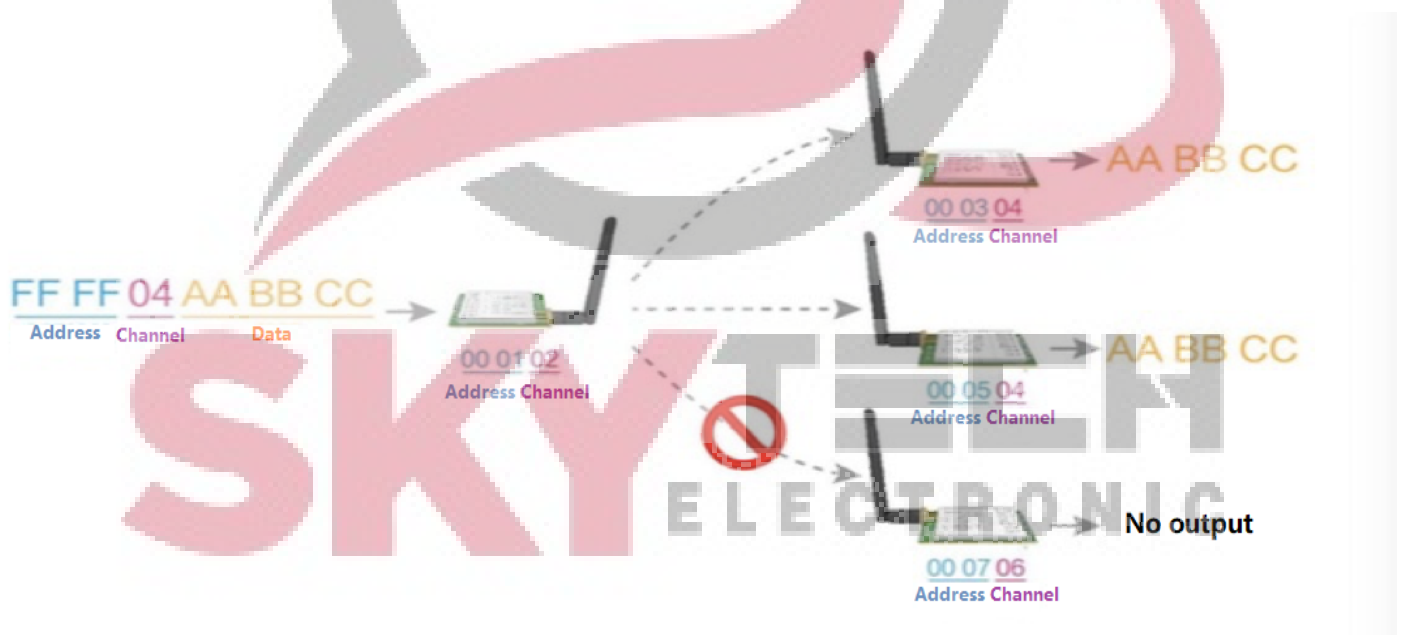 AA BB CC
00 03 04
Address Channel
FF FF 04 AA BB CC
Address Channel Data
00 01 02
Address Channel
AA BB CC
00 05 04
Address Channel
No output
00 07 06
Address Channel
SKYTECH
ELECTRONIC